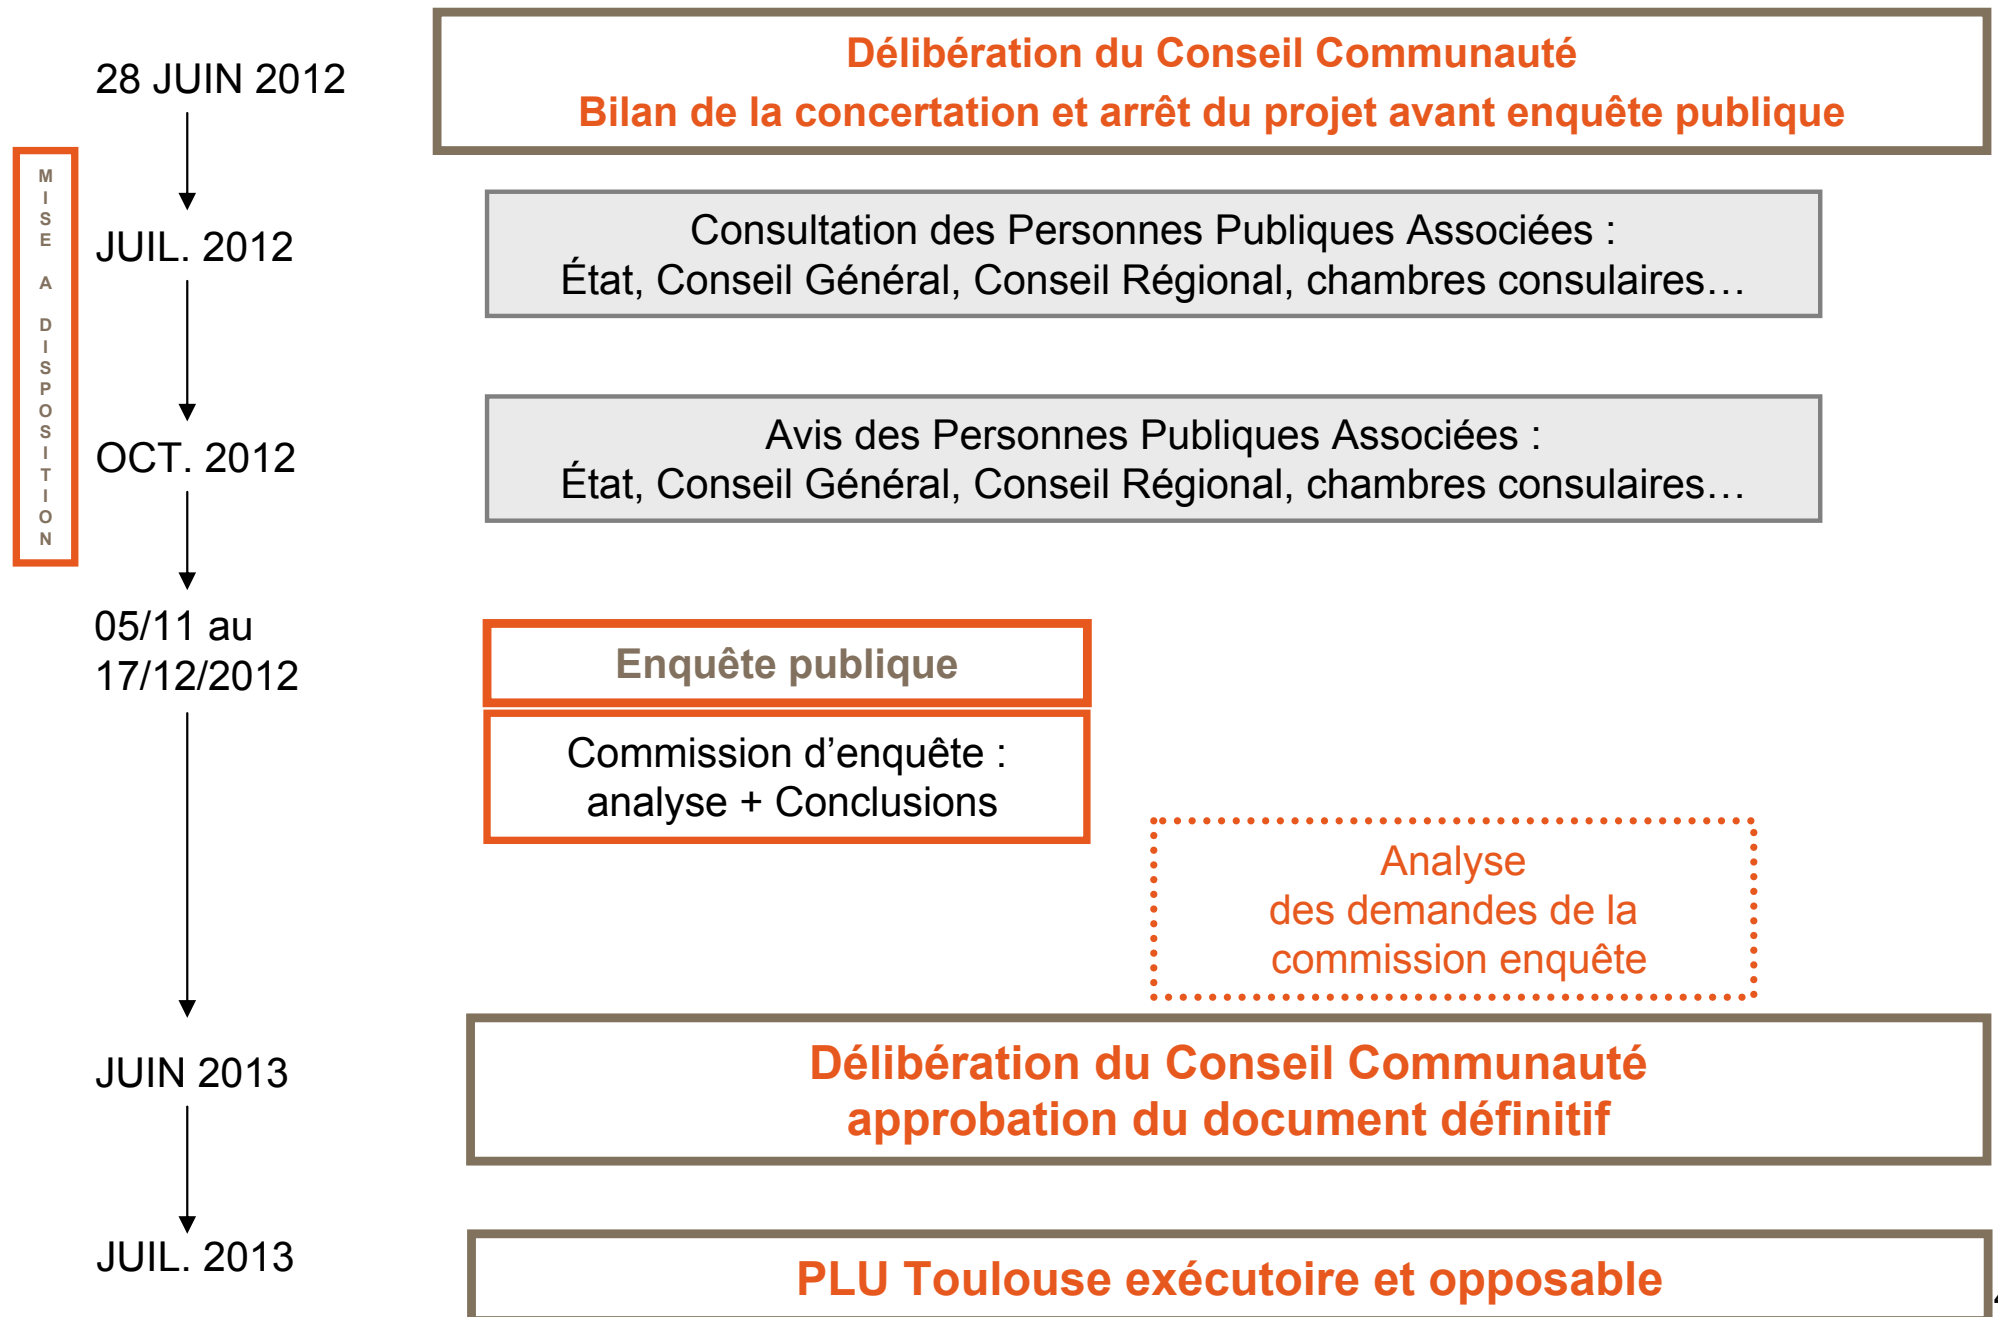 28 JUIN 2012
Délibération du Conseil Communauté
Bilan de la concertation et arrêt du projet avant enquête publique
MISE A DISPOSITION
JUIL. 2012
Consultation des Personnes Publiques Associées :
État, Conseil Général, Conseil Régional, chambres consulaires…
OCT. 2012
Avis des Personnes Publiques Associées :
État, Conseil Général, Conseil Régional, chambres consulaires…
05/11 au
17/12/2012
Enquête publique
Commission d’enquête :
analyse + Conclusions
Analyse
des demandes de la
commission enquête
JUIN 2013
Délibération du Conseil Communauté
approbation du document définitif
JUIL. 2013
PLU Toulouse exécutoire et opposable